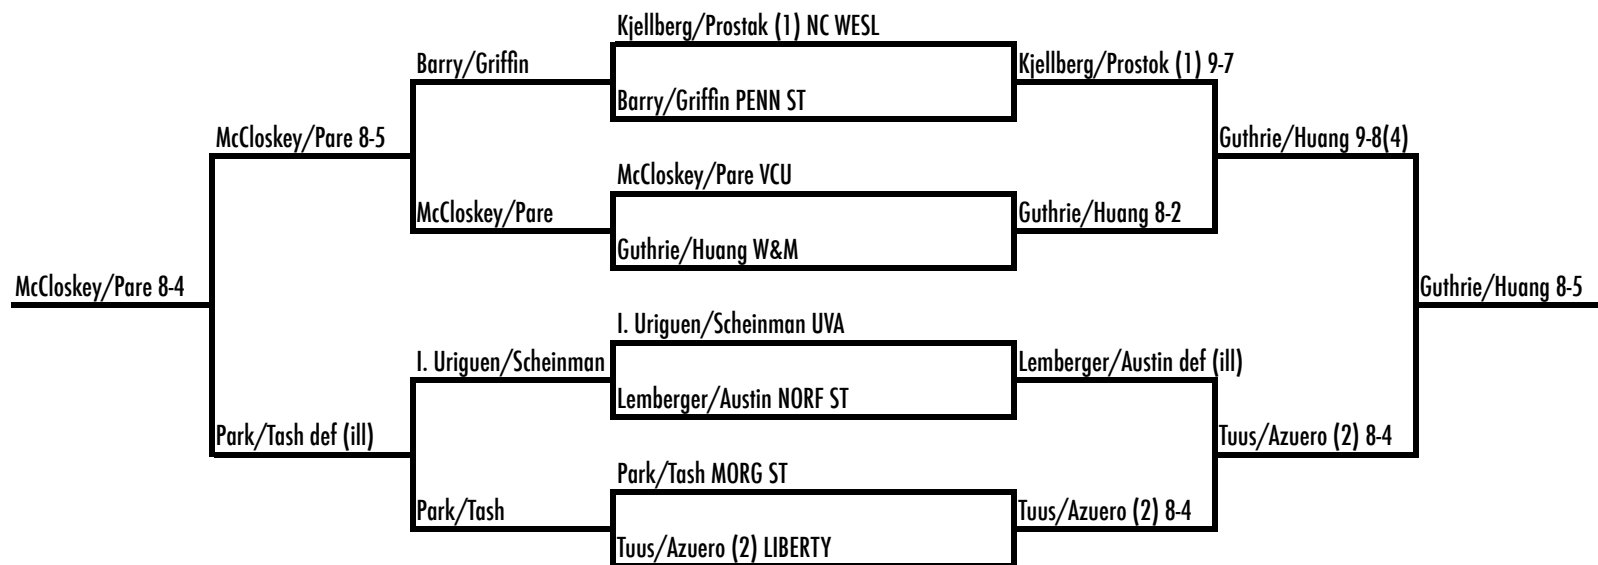 Kjellberg/Prostak (1) NC WESL
Barry/Griffin
Kjellberg/Prostok (1) 9-7
Barry/Griffin PENN ST
McCloskey/Pare 8-5
Guthrie/Huang 9-8(4)
McCloskey/Pare VCU
McCloskey/Pare
Guthrie/Huang 8-2
Guthrie/Huang W&M
McCloskey/Pare 8-4
Guthrie/Huang 8-5
I. Uriguen/Scheinman UVA
I. Uriguen/Scheinman
Lemberger/Austin def (ill)
Lemberger/Austin NORF ST
Park/Tash def (ill)
Tuus/Azuero (2) 8-4
Park/Tash MORG ST
Park/Tash
Tuus/Azuero (2) 8-4
Tuus/Azuero (2) LIBERTY